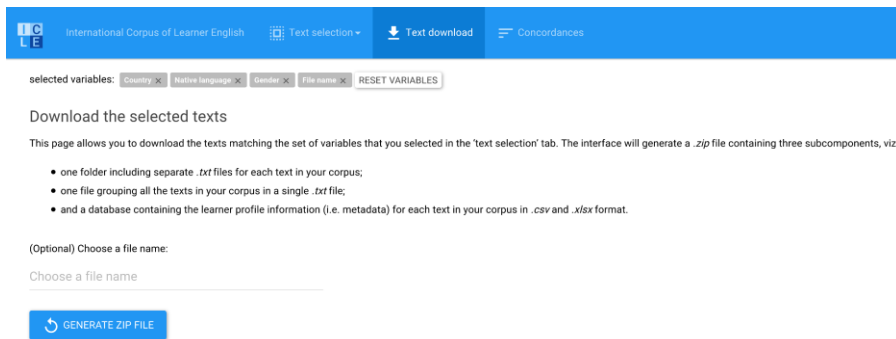 I C
L E
International Corpus of Learner English Text selection Text download Concordances
selected variables: Country × Native language × Gender × File name × RESET VARIABLES
Download the selected texts
This page allows you to download the texts matching the set of variables that you selected in the 'text selection' tab. The interface will generate a .zip file containing three subcomponents, viz
• one folder including separate .txt files for each text in your corpus;
• one file grouping all the texts in your corpus in a single .txt file;
• and a database containing the learner profile information (i.e. metadata) for each text in your corpus in .csv and .xlsx format.
(Optional) Choose a file name:
Choose a file name
GENERATE ZIP FILE